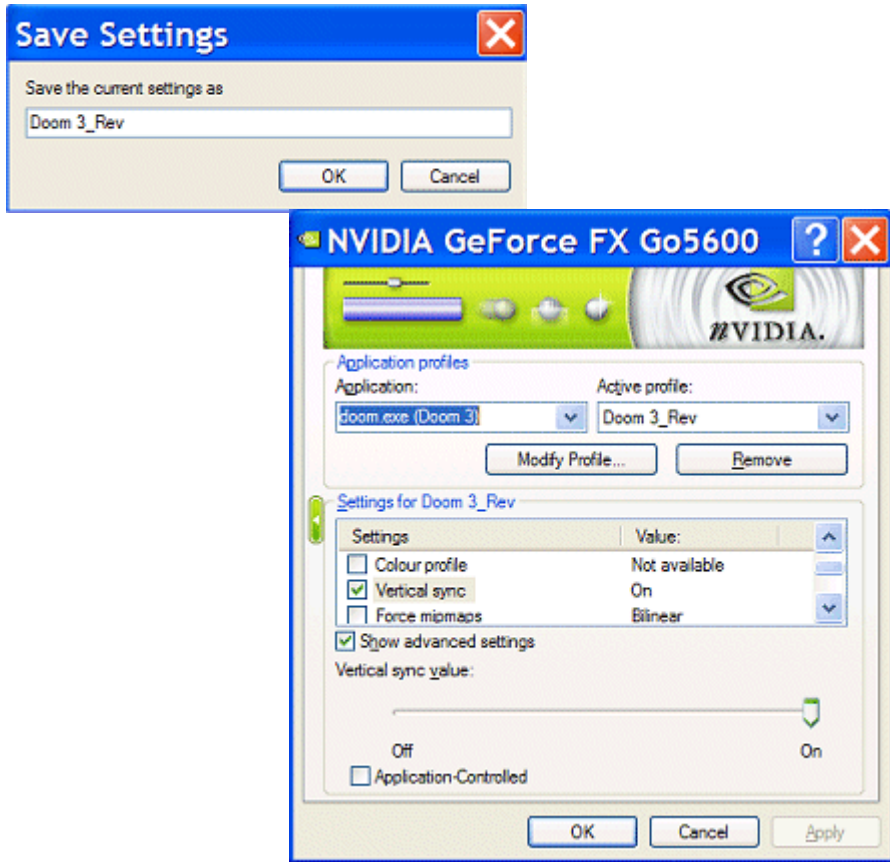 Save Settings
Save the current settings as
Doom 3_Rev
OK Cancel
NVIDIA GeForce FX Go5600
nVIDIA.
Application profiles
Application: Active profile:
doom.exe (Doom 3) Doom 3_Rev
Modify Profile... Remove
Settings for Doom 3_Rev
Settings Value:
Colour profile Not available
Vertical sync On
Force mipmaps Bilinear
Show advanced settings
Vertical sync value:
Off On
Application-Controlled
OK Cancel Apply